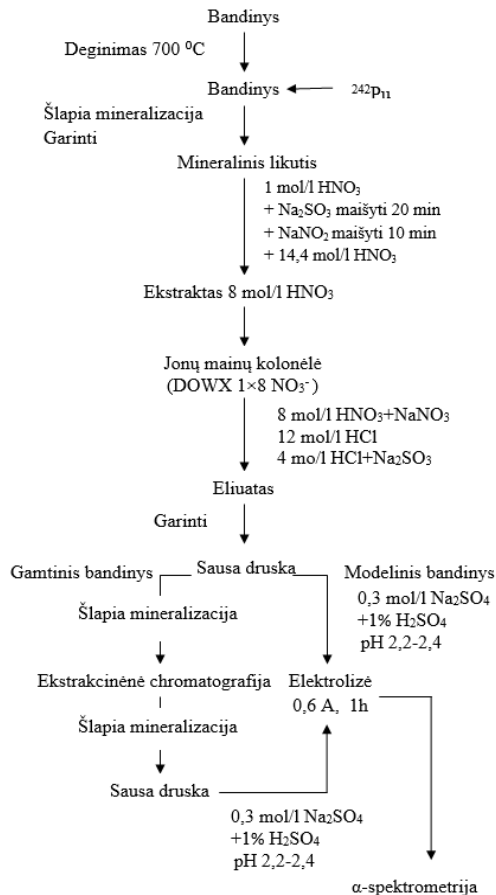 Bandinys
Deginimas 700 ⁰C
Bandinys
²⁴²P₁₁
Šlapia mineralizacija
Garinti
Mineralinis likutis
1 mol/l HNO₃
+ Na₂SO₃ maišyti 20 min
+ NaNO₂ maišyti 10 min
+ 14,4 mol/l HNO₃
Ekstraktas 8 mol/l HNO₃
Jonų mainų kolonėlė
(DOWX 1×8 NO₃⁻ )
8 mol/l HNO₃+NaNO₃
12 mol/l HCl
4 mo/l HCl+Na₂SO₃
Eliuatas
Garinti
Gamtinis bandinys
Sausa druska
Modelinis bandinys
0,3 mol/l Na₂SO₄
+1% H₂SO₄
pH 2,2-2,4
Šlapia mineralizacija
Ekstrakcinėnė chromatografija
Elektrolizė
0,6 A, 1h
Šlapia mineralizacija
Sausa druska
0,3 mol/l Na₂SO₄
+1% H₂SO₄
pH 2,2-2,4
α-spektrometrija